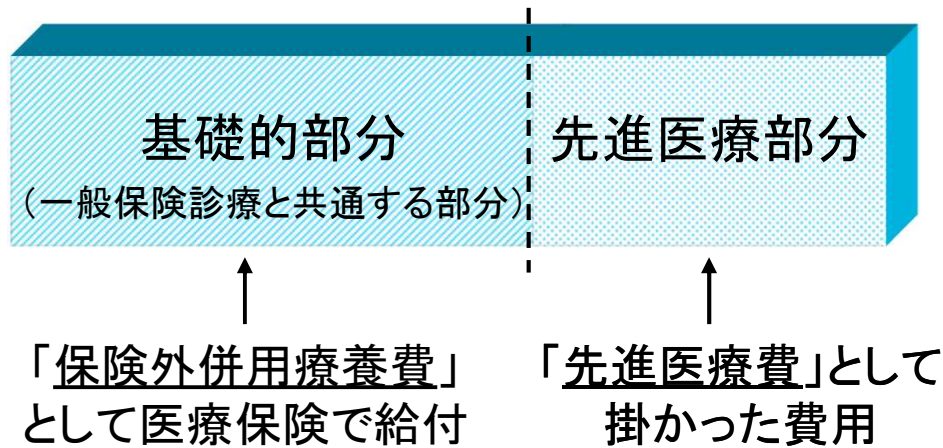 基礎的部分
（一般保険診療と共通する部分）
先進医療部分
「保険外併用療養費」
として医療保険で給付
「先進医療費」として
掛かった費用